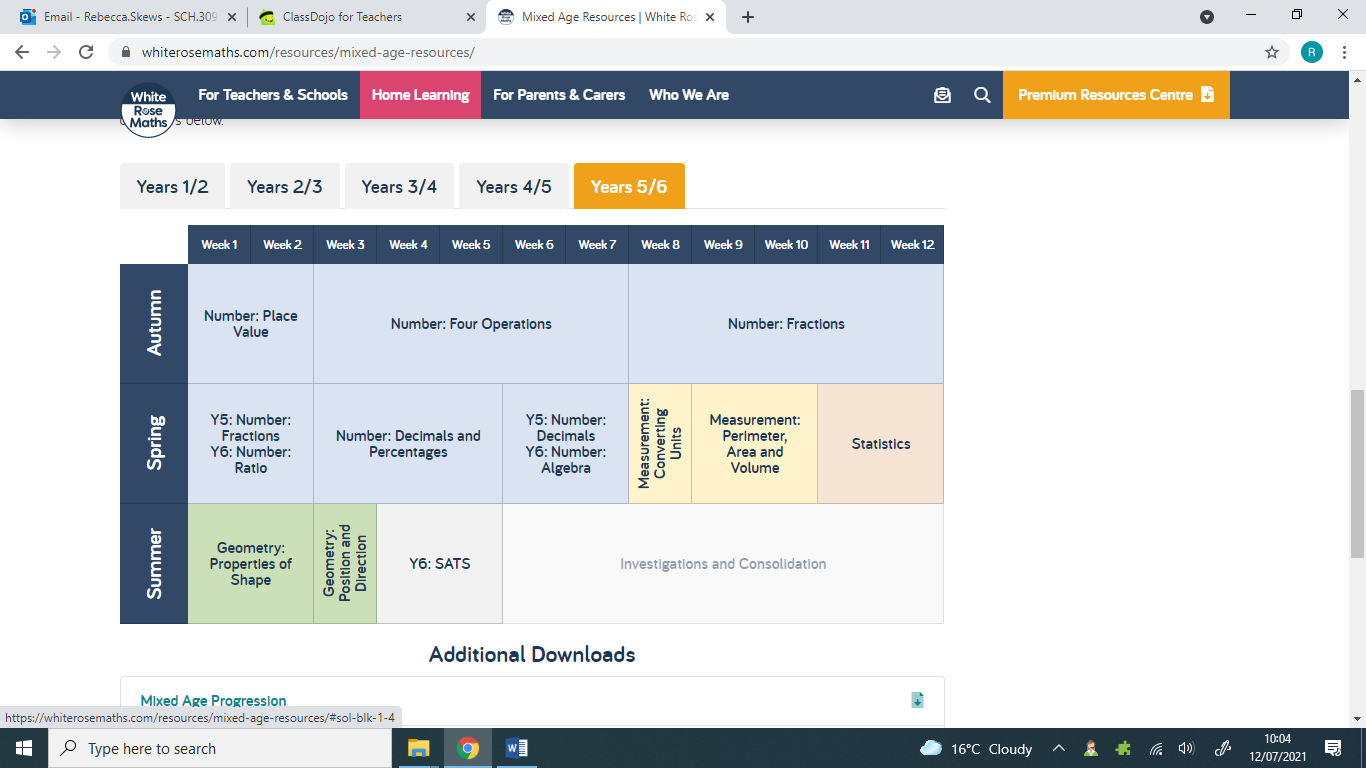 Email - Rebecca.Skews - SCH.309
ClassDojo for Teachers
Mixed Age Resources | White Ros
whiterosemaths.com/resources/mixed-age-resources/
R
White
Rose
Maths
For Teachers & Schools
Home Learning
For Parents & Carers
Who We Are
Premium Resources Centre
below.
Years 1/2
Years 2/3
Years 3/4
Years 4/5
Years 5/6
Week 1
Week 2
Week 3
Week 4
Week 5
Week 6
Week 7
Week 8
Week 9
Week 10
Week 11
Week 12
Autumn
Number: Place
Value
Number: Four Operations
Number: Fractions
Spring
Y5: Number:
Fractions
Y6: Number:
Ratio
Number: Decimals and
Percentages
Y5: Number:
Decimals
Y6: Number:
Algebra
Measurement:
Converting
Units
Measurement:
Perimeter,
Area and
Volume
Statistics
Summer
Geometry:
Properties of
Shape
Geometry:
Position and
Direction
Y6: SATS
Investigations and Consolidation
Additional Downloads
Mixed Age Progression
https://whiterosemaths.com/resources/mixed-age-resources/#sol-blk-1-4
Type here to search
16°C Cloudy
10:04
12/07/2021